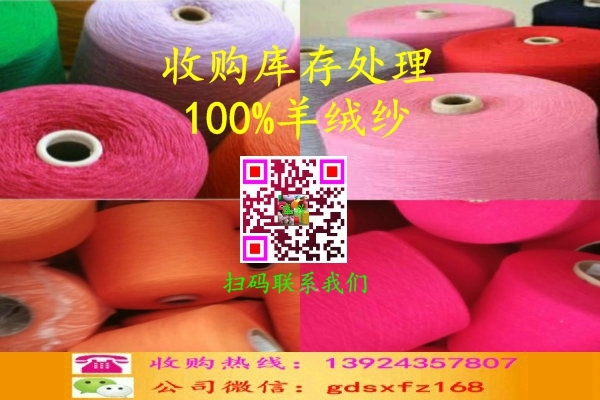 收购库存处理
100%羊绒纱
扫码联系我们
收购热线：13924357807
公司微信：gdsxfz168